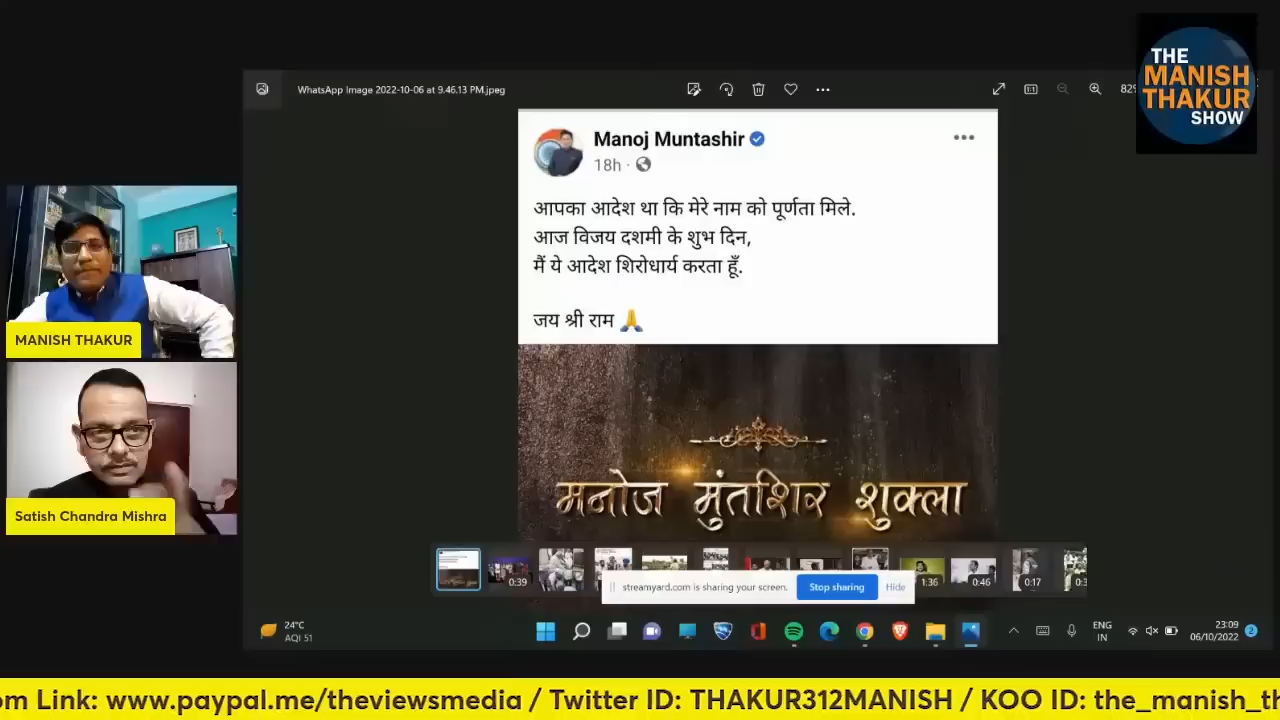 THE
MANISH
THAKUR
SHOW
WhatsApp Image 2022-10-06 at 9.46.13 PM.jpeg
Manoj Muntashir
18h ·
आपका आदेश था कि मेरे नाम को पूर्णता मिले.
आज विजय दशमी के शुभ दिन,
मैं ये आदेश शिरोधार्य करता हूँ.
जय श्री राम 🙏
मनोज मुंतशिर शुक्ला
MANISH THAKUR
Satish Chandra Mishra
0:39
1:36
0:46
0:17
streamyard.com is sharing your screen.
Stop sharing
Hide
24°C
AQI 51
ENG
IN
23:09
06/10/2022
2
om Link: www.paypal.me/theviewsmedia / Twitter ID: THAKUR312MANISH / KOO ID: the_manish_th